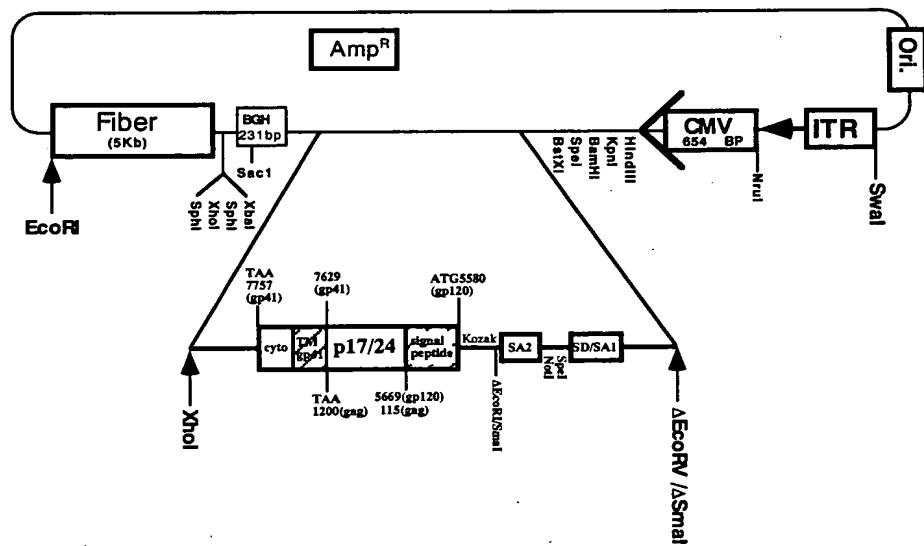 Amp^R
Ori.
Fiber
(5Kb)
BGH
231bp
CMV
654 BP
ITR
Sac1
EcoRI
SphI
XhoI
SphI
XbaI
BstXI
SpeI
BamHI
KpnI
HindIII
NruI
SwaI
TAA
7757
(gp41)
7629
(gp41)
ATG5580
(gp120)
cyto
TM
gp41
p17/24
signal
peptide
Kozak
SA2
SD/SA1
TAA
1200(gag)
5669(gp120)
115(gag)
ΔEcoRI/SmaI
NotI
SpeI
XhoI
ΔEcoRV /ΔSmaI